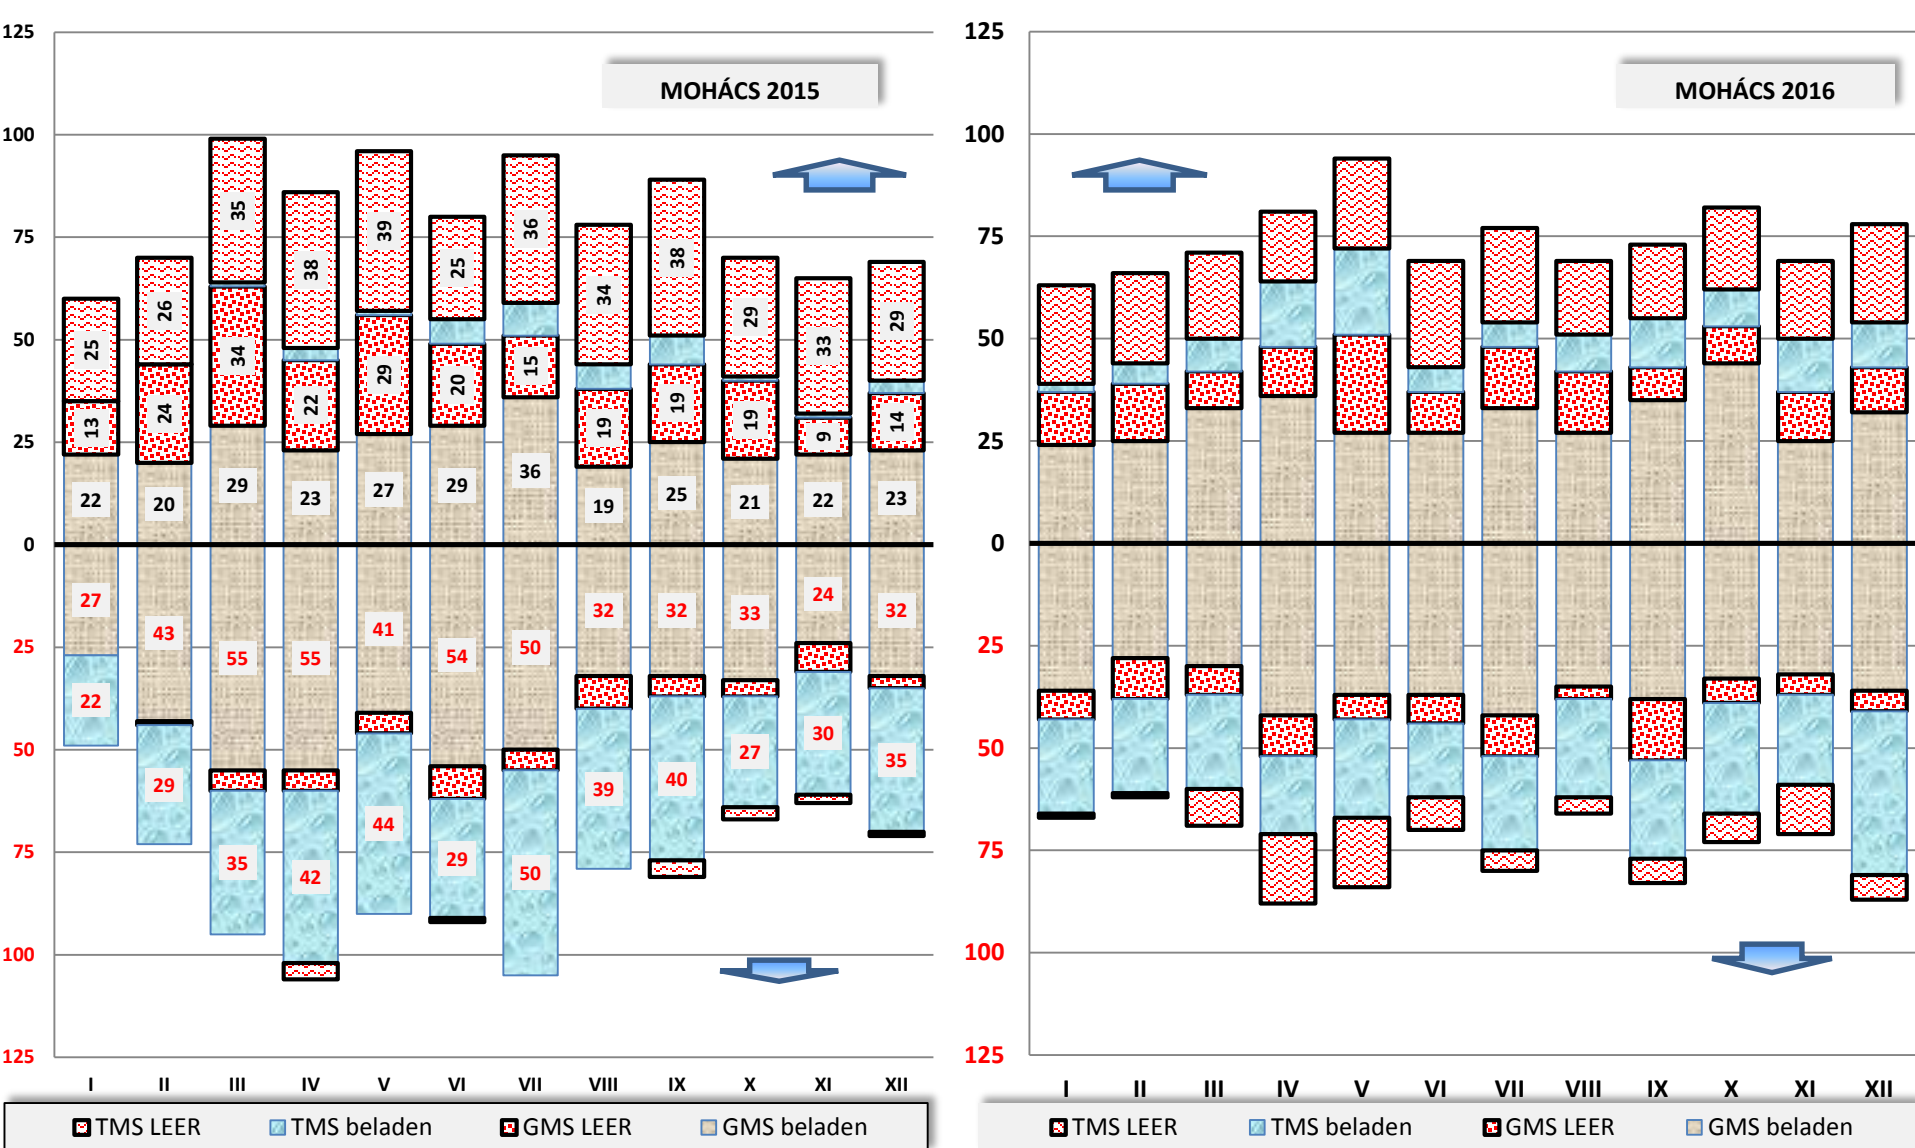 MOHÁCS 2015
125
100
75
50
25
0
25
50
75
100
125
25 26 35 38 39 25 36 34 38 29 33 29
13 24 34 22 29 20 15 19 19 19 9 14
22 20 29 23 27 29 36 19 25 21 22 23
27 43 55 55 41 54 50 32 32 33 24 32
22 29 35 42 44 29 50 39 40 27 30 35
I II III IV V VI VII VIII IX X XI XII
TMS LEER TMS beladen GMS LEER GMS beladen
MOHÁCS 2016
125
100
75
50
25
0
25
50
75
100
125
I II III IV V VI VII VIII IX X XI XII
TMS LEER TMS beladen GMS LEER GMS beladen